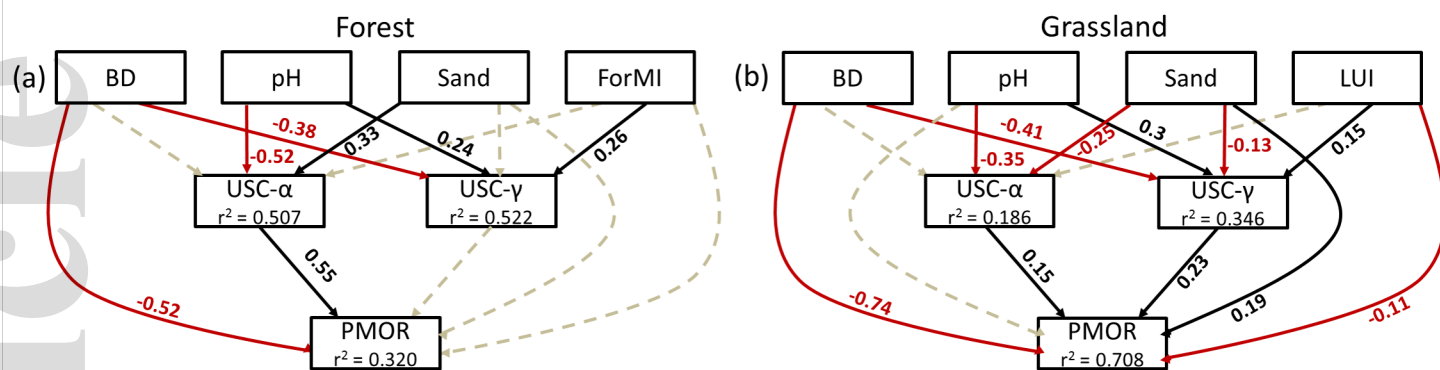 Forest
Grassland
(a)
BD
pH
Sand
ForMI
(b)
BD
pH
Sand
LUI
-0.38
0.33
0.24
0.26
-0.52
-0.41
-0.25
0.3
-0.13
0.15
-0.35
USC-α
r² = 0.507
USC-γ
r² = 0.522
USC-α
r² = 0.186
USC-γ
r² = 0.346
0.55
-0.52
0.15
0.23
-0.74
0.19
-0.11
PMOR
r² = 0.320
PMOR
r² = 0.708